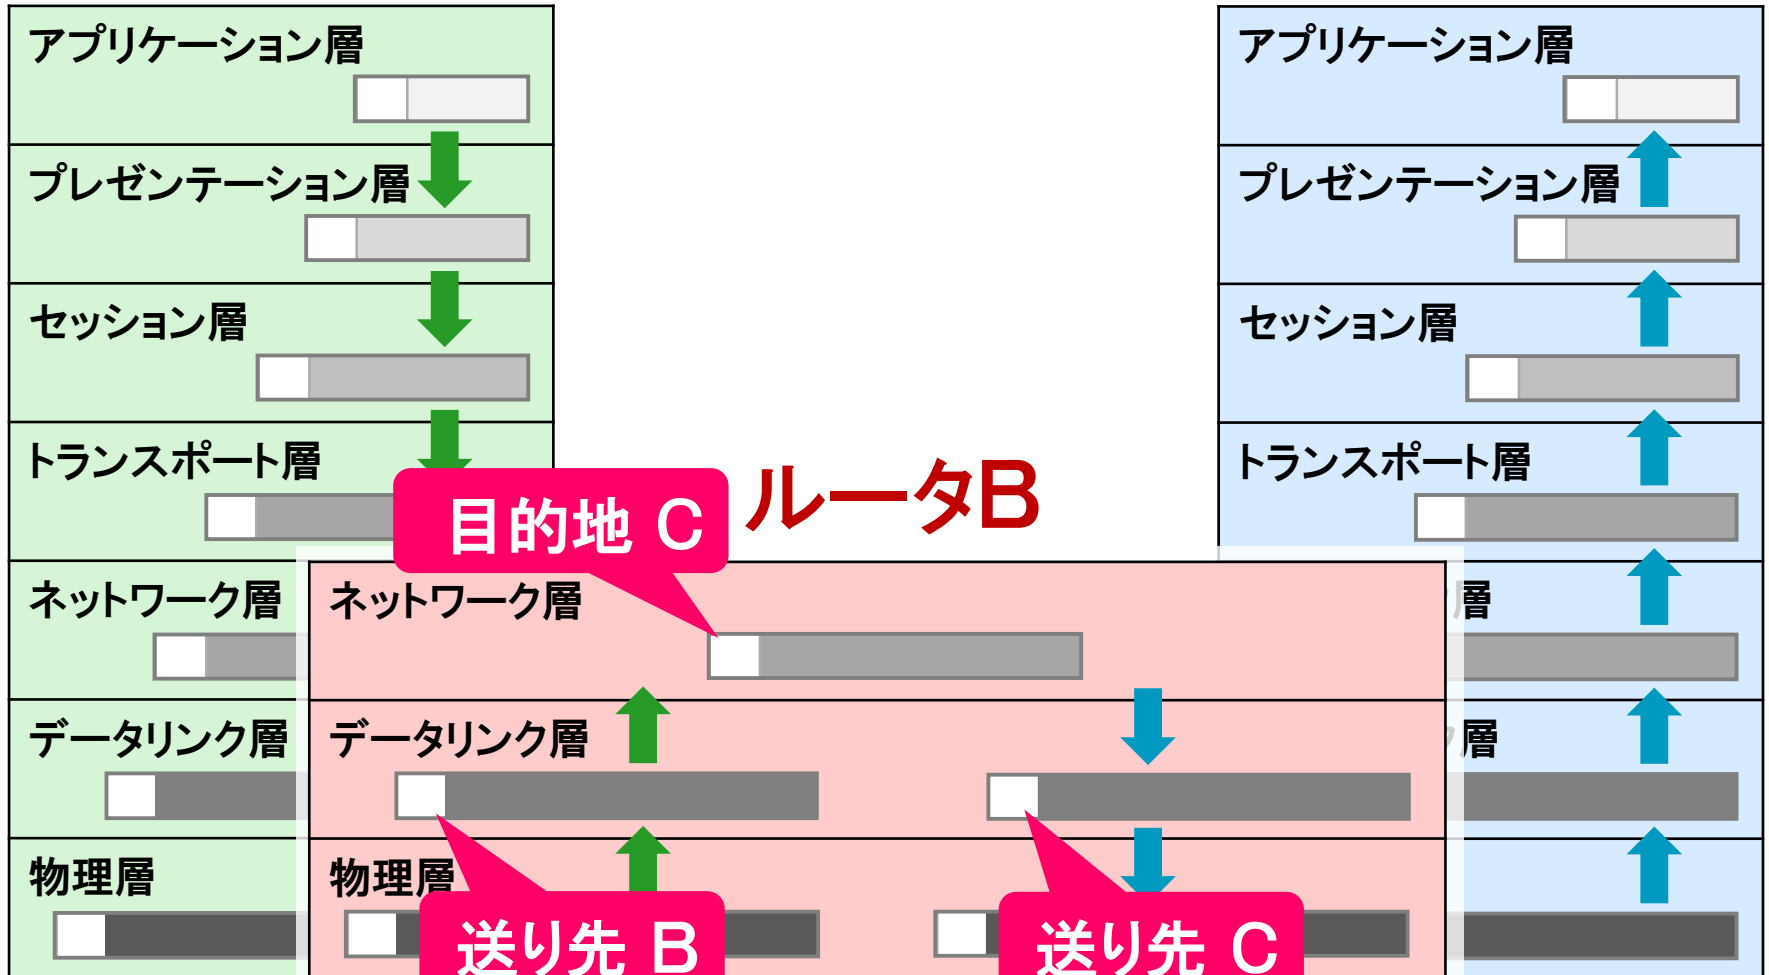 アプリケーション層
プレゼンテーション層
セッション層
トランスポート層
ネットワーク層
データリンク層
物理層
ルータB
目的地 C
ネットワーク層
データリンク層
物理層
送り先 B
送り先 C
アプリケーション層
プレゼンテーション層
セッション層
トランスポート層
層
ク層